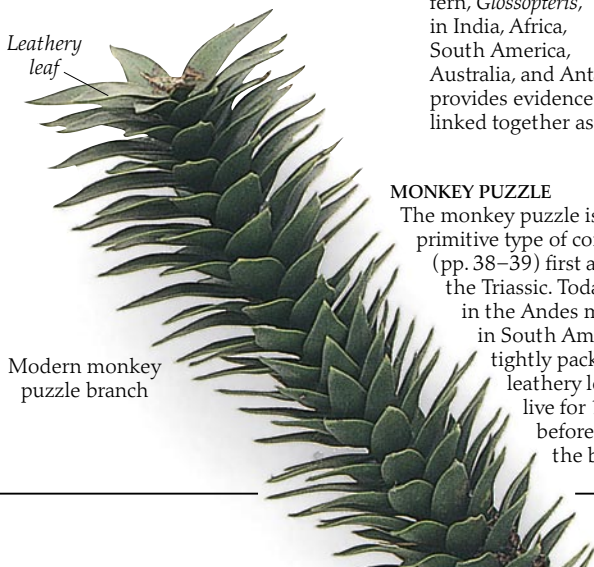 fern, Glossopteris,
in India, Africa,
South America,
Australia, and Ant
provides evidence
linked together as
Leathery
leaf
MONKEY PUZZLE
The monkey puzzle is
primitive type of con
(pp. 38–39) first a
the Triassic. Toda
in the Andes m
in South Am
tightly pack
leathery le
live for
before
the b
Modern monkey
puzzle branch